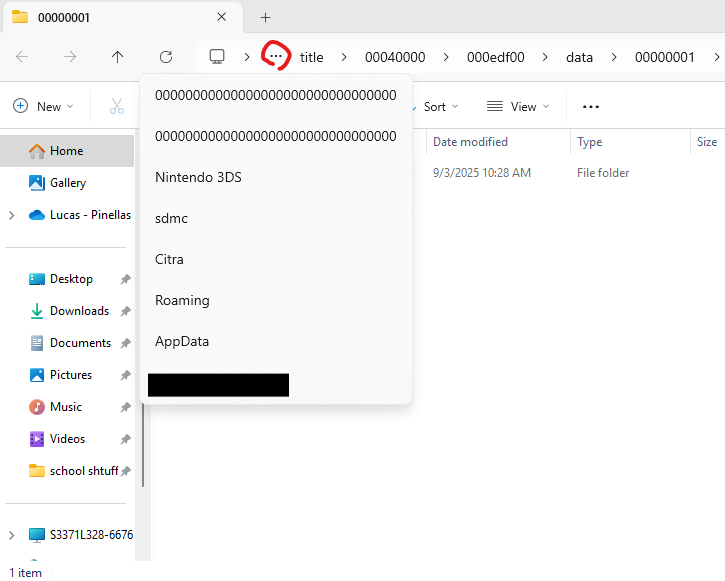 00000001
title
00040000
000edf00
data
00000001
New
Sort
View
00000000000000000000000000000000
00000000000000000000000000000000
Nintendo 3DS
sdmc
Citra
Roaming
AppData
Date modified
Type
Size
9/3/2025 10:28 AM
File folder
Home
Gallery
Lucas - Pinellas
Desktop
Downloads
Documents
Pictures
Music
Videos
school shtuff
S3371L328-6676
1 item